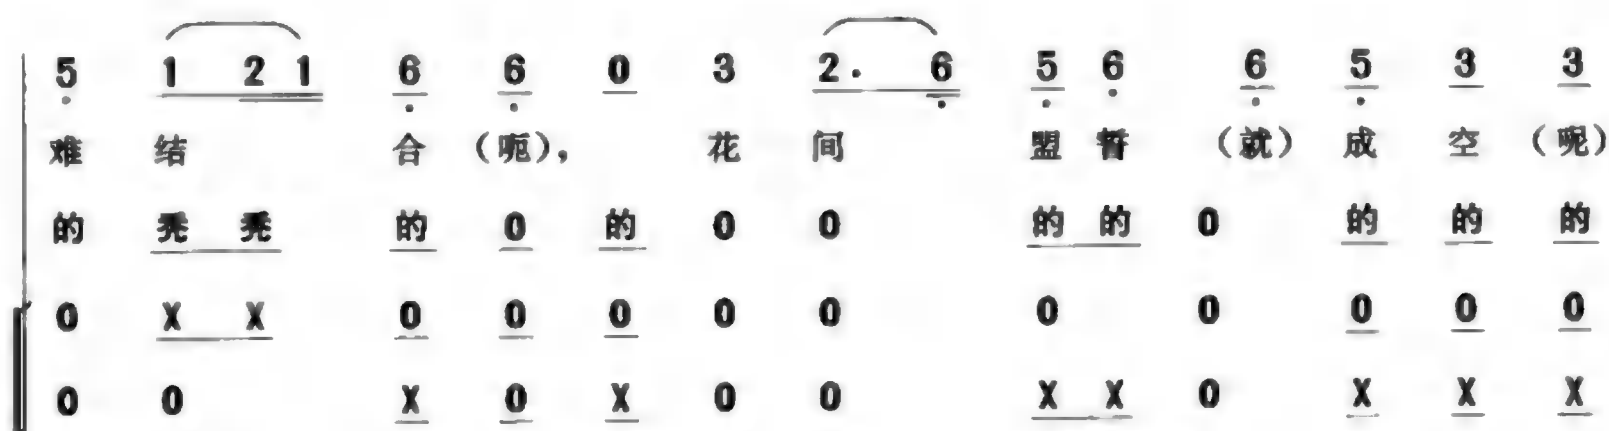 5 1 2 1 6 6 0 3 2. 6 5 6 6 5 3 3
难 结 合 （呃）， 花 间 盟 誓 （就） 成 空 （呢）
的 秃 秃 的 0 的 0 0 的 的 0 的 的 的
0 X X 0 0 0 0 0 0 0 0 0 0
0 0 X 0 X 0 0 X X 0 X X X